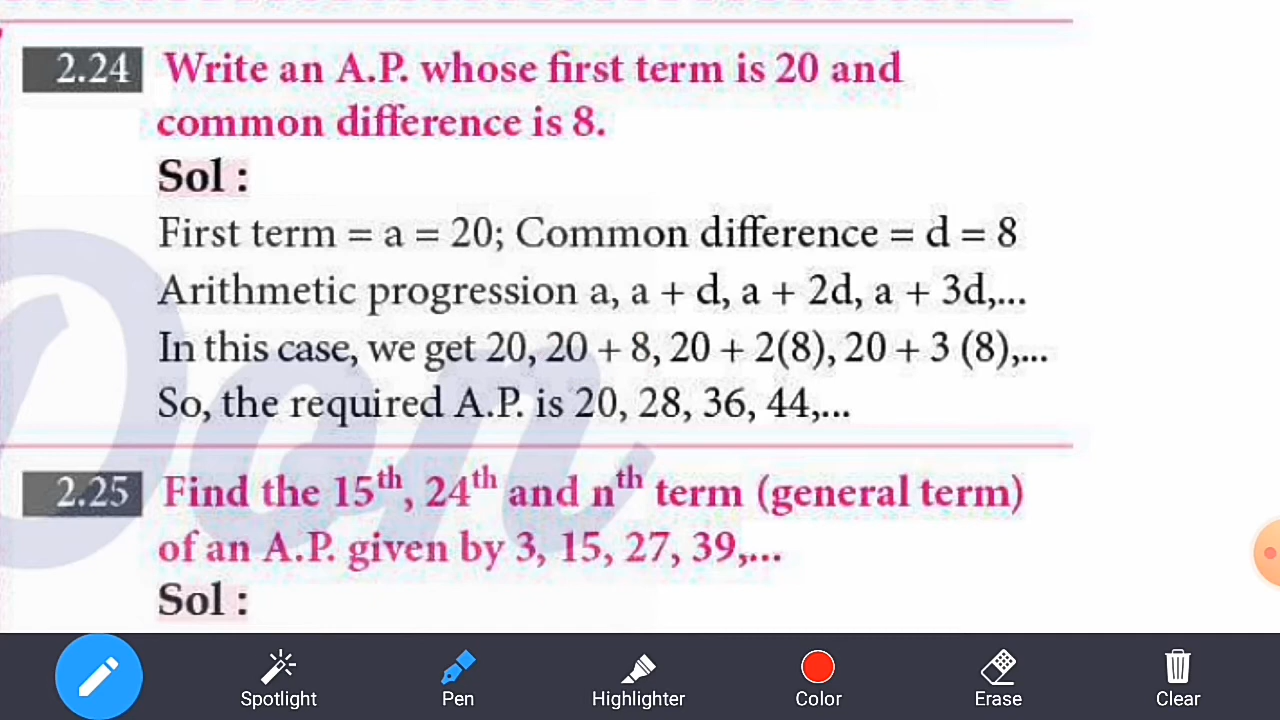 2.24 Write an A.P. whose first term is 20 and
common difference is 8.
Sol :
First term = a = 20; Common difference = d = 8
Arithmetic progression a, a + d, a + 2d, a + 3d,...
In this case, we get 20, 20 + 8, 20 + 2(8), 20 + 3 (8),...
So, the required A.P. is 20, 28, 36, 44,...
Don
2.25 Find the 15th, 24th and nth term (general term)
of an A.P. given by 3, 15, 27, 39,...
Sol :
Spotlight Pen Highlighter Color Erase Clear